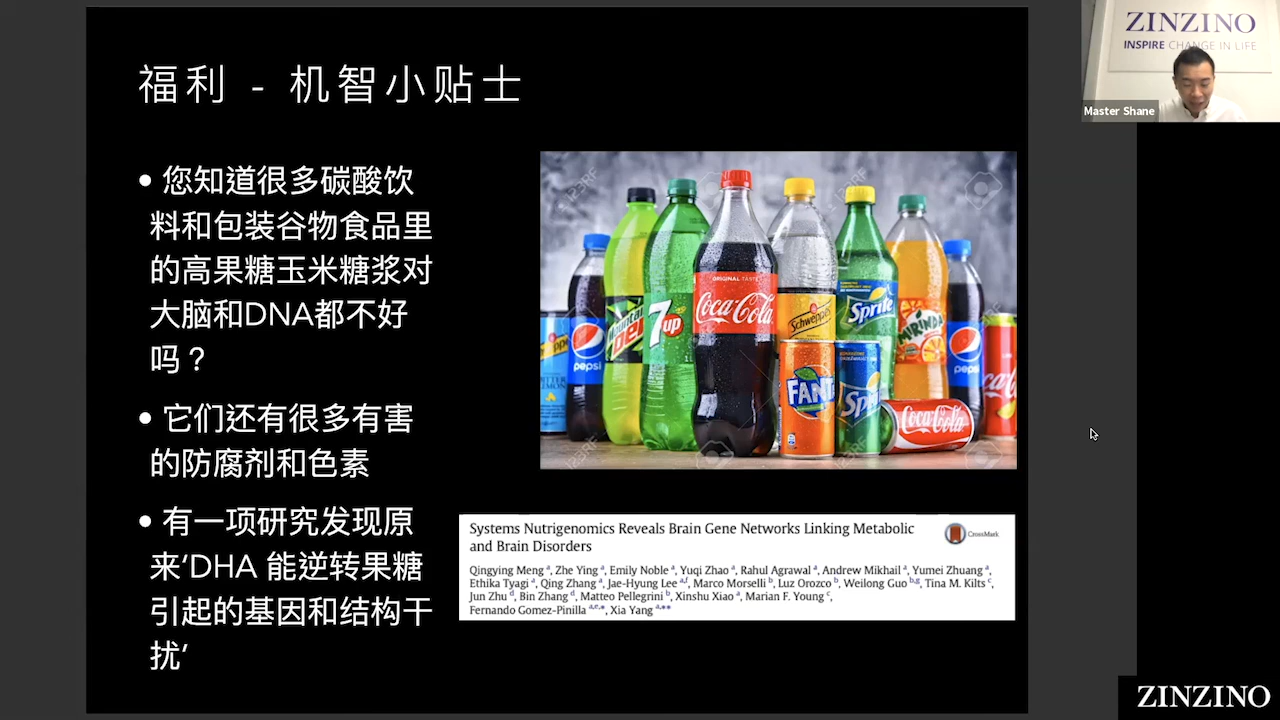 福利 - 机智小贴士
• 您知道很多碳酸饮
料和包装谷物食品里
的高果糖玉米糖浆对
大脑和DNA都不好
吗？
• 它们还有很多有害
的防腐剂和色素
• 有一项研究发现原
来‘DHA 能逆转果糖
引起的基因和结构干
扰’
pepsi
Mountain
7up
ORIGINAL TASTE
Coca-Cola
Schweppes
Sprite
MIRINDA
pepsi
FANT
Coca-Cola
123RF
Systems Nutrigenomics Reveals Brain Gene Networks Linking Metabolic
and Brain Disorders
CrossMark
Qingying Meng a, Zhe Ying a, Emily Noble a, Yuqi Zhao a, Rahul Agrawal a, Andrew Mikhail a, Yumei Zhuang a,
Ethika Tyagi a, Qing Zhang a, Jae-Hyung Lee a,f, Marco Morselli b, Luz Orozco b, Weilong Guo b,g, Tina M. Kilts c,
Jun Zhu d, Bin Zhang d, Matteo Pellegrini b, Xinshu Xiao a, Marian F. Young c,
Fernando Gomez-Pinilla a,e,*, Xia Yang a,**
ZINZINO
INSPIRE CHANGE IN LIFE
Master Shane
ZINZINO